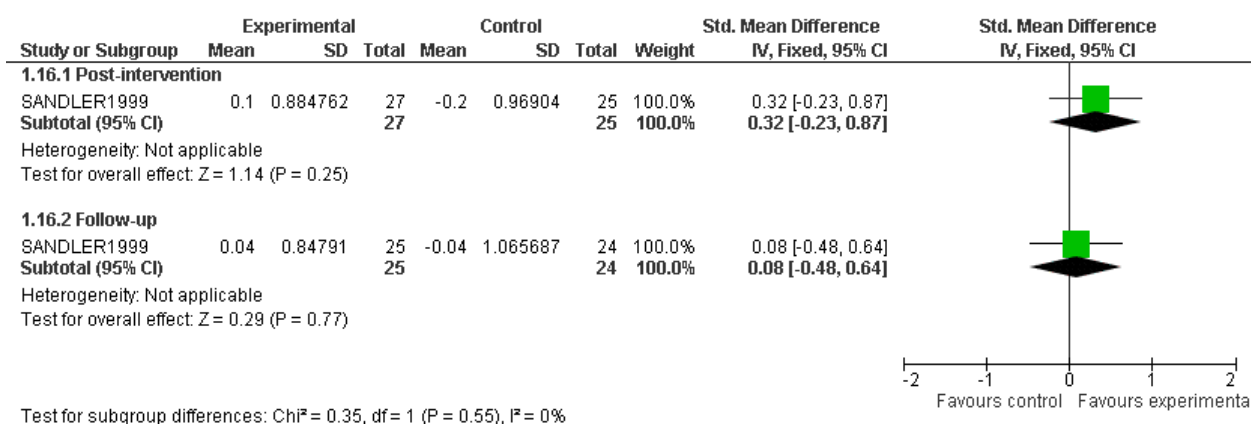 Experimental Control Std. Mean Difference Std. Mean Difference
Study or Subgroup Mean SD Total Mean SD Total Weight IV, Fixed, 95% CI IV, Fixed, 95% CI
1.16.1 Post-intervention
SANDLER1999 0.1 0.884762 27 -0.2 0.96904 25 100.0% 0.32 [-0.23, 0.87]
Subtotal (95% CI) 27 25 100.0% 0.32 [-0.23, 0.87]
Heterogeneity: Not applicable
Test for overall effect: Z = 1.14 (P = 0.25)
1.16.2 Follow-up
SANDLER1999 0.04 0.84791 25 -0.04 1.065687 24 100.0% 0.08 [-0.48, 0.64]
Subtotal (95% CI) 25 24 100.0% 0.08 [-0.48, 0.64]
Heterogeneity: Not applicable
Test for overall effect: Z = 0.29 (P = 0.77)
-2 -1 0 1 2
Favours control Favours experimenta
Test for subgroup differences: Chi² = 0.35, df = 1 (P = 0.55), I² = 0%